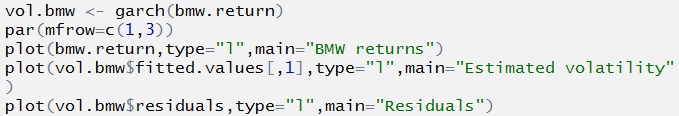 vol.bmw <- garch(bmw.return)
par(mfrow=c(1,3))
plot(bmw.return,type="l",main="BMW returns")
plot(vol.bmw$fitted.values[,1],type="l",main="Estimated volatility"
)
plot(vol.bmw$residuals,type="l",main="Residuals")